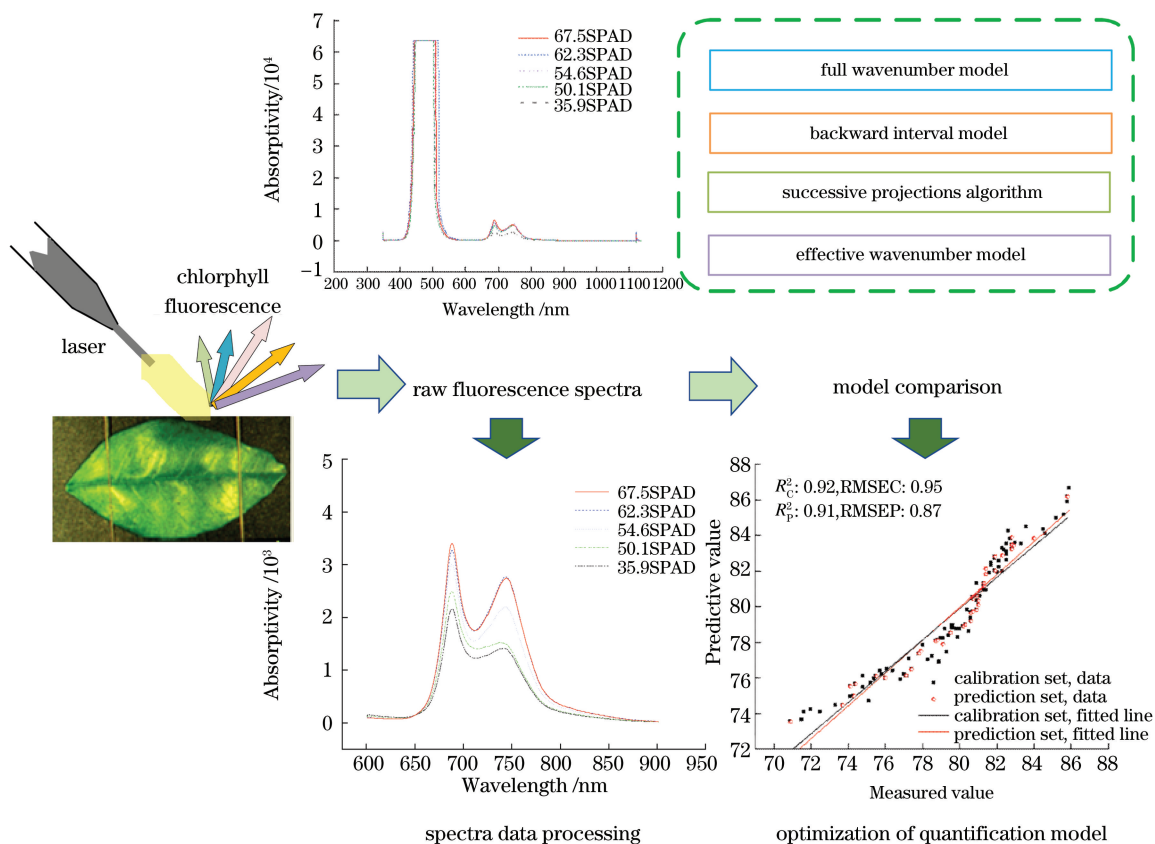 7
6
5
4
3
2
1
0
−1
Absorptivity/10⁴
67.5SPAD
62.3SPAD
54.6SPAD
50.1SPAD
35.9SPAD
200 300 400 500 600 700 800 900 1000 1100 1200
Wavelength /nm
full wavenumber model
backward interval model
successive projections algorithm
effective wavenumber model
chlorphyll
fluorescence
laser
raw fluorescence spectra
model comparison
5
4
3
2
1
0
Absorptivity /10³
67.5SPAD
62.3SPAD
54.6SPAD
50.1SPAD
35.9SPAD
600 650 700 750 800 850 900 950
Wavelength /nm
spectra data processing
88
86
84
82
80
78
76
74
72
Predictive value
R²C: 0.92,RMSEC: 0.95
R²P: 0.91,RMSEP: 0.87
calibration set, data
prediction set, data
calibration set, fitted line
prediction set, fitted line
70 72 74 76 78 80 82 84 86 88
Measured value
optimization of quantification model